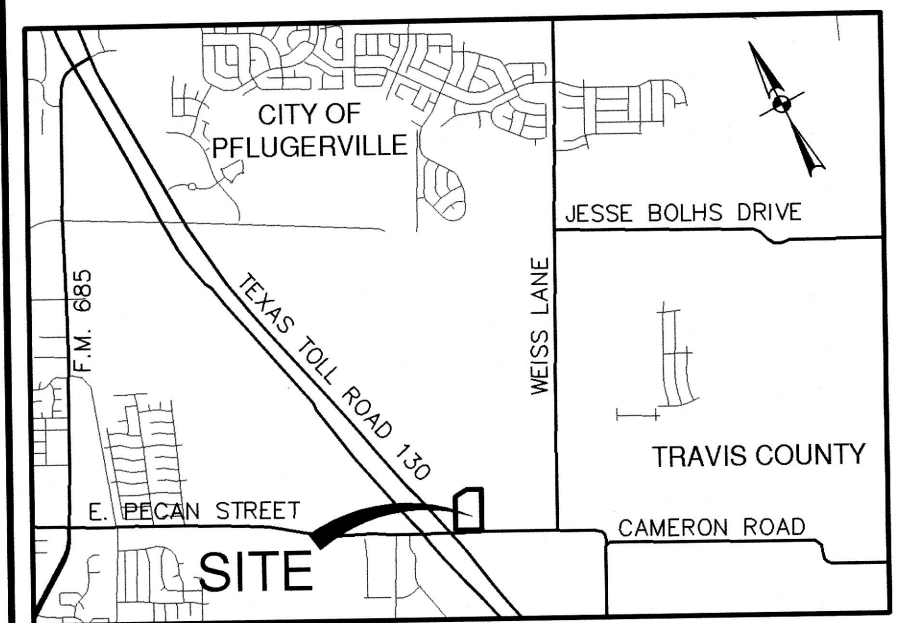 CITY OF
PFLUGERVILLE
JESSE BOLHS DRIVE
F.M. 685
TEXAS TOLL ROAD 130
WEISS LANE
TRAVIS COUNTY
E. PECAN STREET
CAMERON ROAD
SITE